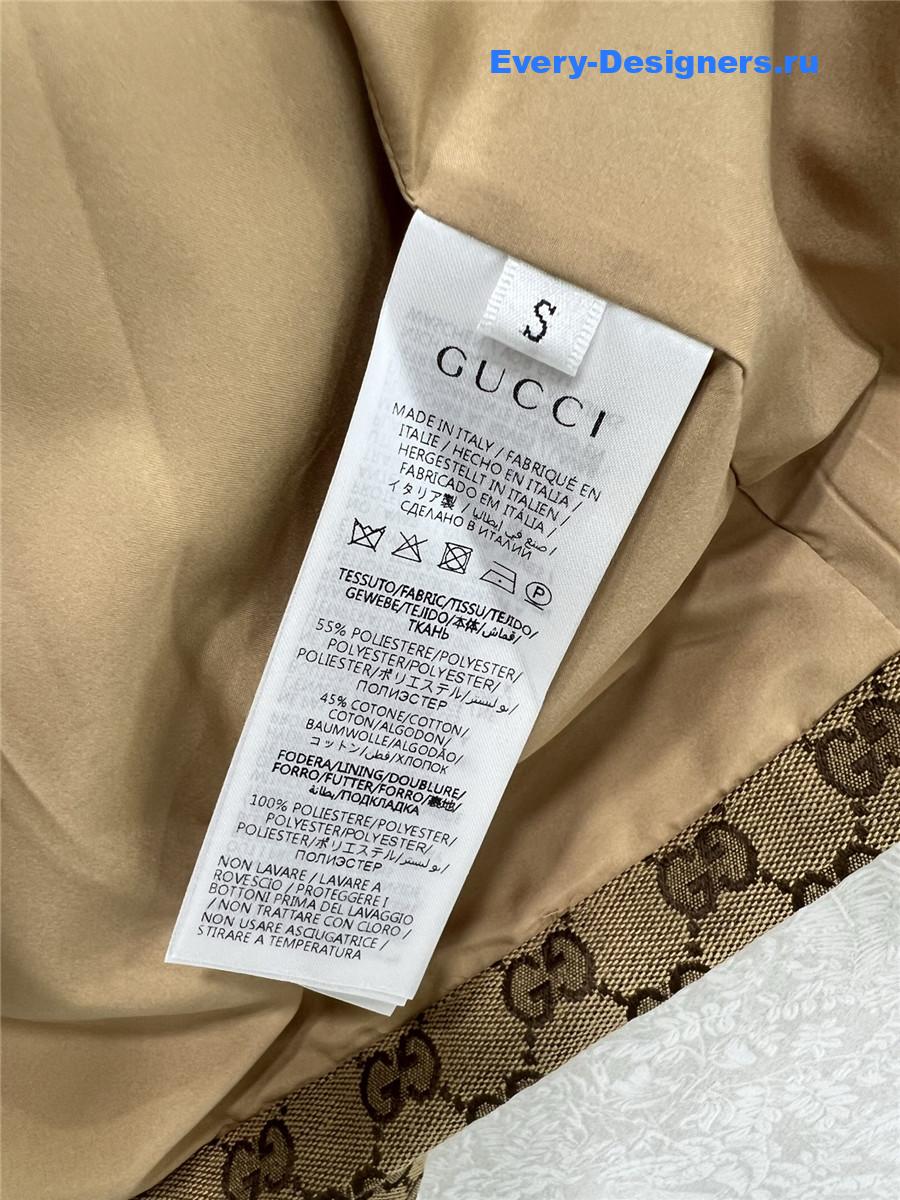 Every-Designers.ru
S
GUCCI
MADE IN ITALY / FABRIQUÉ EN
ITALIE / HECHO EN ITALIA /
HERGESTELLT IN ITALIEN /
FABRICADO EM ITÁLIA /
イタリア製 / صنع في إيطاليا /
СДЕЛАНО В ИТАЛИИ
P
TESSUTO/FABRIC/TISSU/TEJIDO/
GEWEBE/TEJIDO/本体/قماش/
ТКАНЬ
55% POLIESTERE/POLYESTER/
POLYESTER/POLYESTER/
POLIESTER/ポリエステル/بوليستر/
ПОЛИЭСТЕР
45% COTONE/COTTON/
COTON/ALGODON/
BAUMWOLLE/ALGODÃO/
コットン/قطن/ХЛОПОК
FODERA/LINING/DOUBLURE/
FORRO/FUTTER/FORRO/裏地/
بطانة/ПОДКЛАДКА
100% POLIESTERE/POLYESTER/
POLYESTER/POLYESTER/
POLIESTER/ポリエステル/بوليستر/
ПОЛИЭСТЕР
NON LAVARE / LAVARE A
ROVESCIO / PROTEGGERE I
BOTTONI PRIMA DEL LAVAGGIO
/ NON TRATTARE CON CLORO /
NON USARE ASCIUGATRICE /
STIRARE A TEMPERATURA